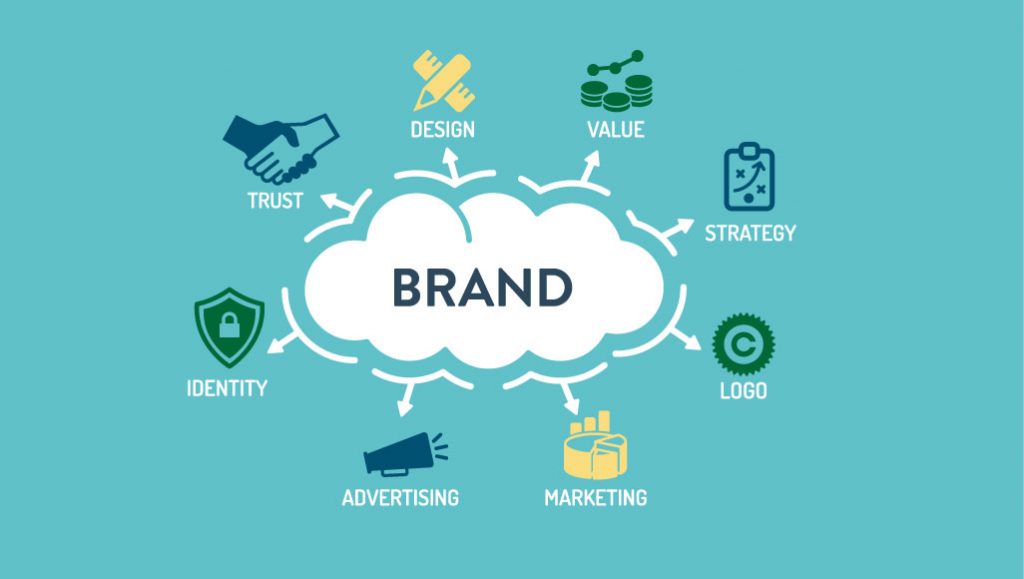 DESIGN
VALUE
TRUST
STRATEGY
BRAND
IDENTITY
C
LOGO
ADVERTISING
MARKETING